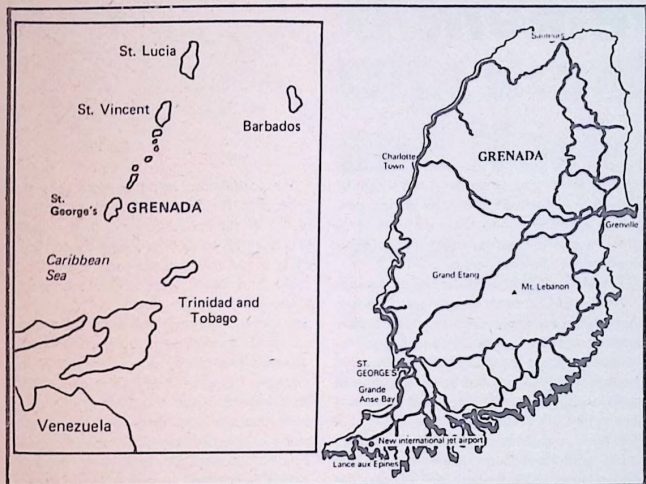 St. Lucia
St. Vincent
Barbados
St.
George's
GRENADA
Caribbean
Sea
Trinidad and
Tobago
Venezuela
Sauteurs
Charlotte
Town
GRENADA
Grenville
Grand Etang
Mt. Lebanon
ST.
GEORGE'S
Grande
Anse Bay
New international jet airport
Lance aux Epines